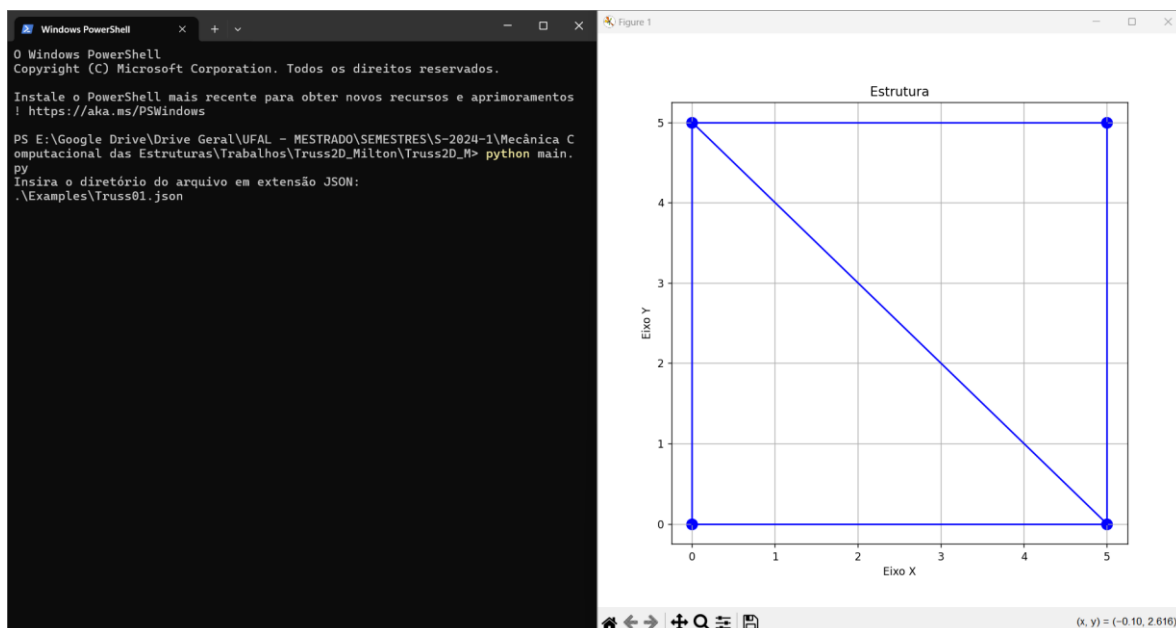 Windows PowerShell
O Windows PowerShell
Copyright (C) Microsoft Corporation. Todos os direitos reservados.
Instale o PowerShell mais recente para obter novos recursos e aprimoramentos
! https://aka.ms/PSWindows
PS E:\Google Drive\Drive Geral\UFAL - MESTRADO\SEMESTRES\S-2024-1\Mecânica C
omputacional das Estruturas\Trabalhos\Truss2D_Milton\Truss2D_M> python main.
py
Insira o diretório do arquivo em extensão JSON:
.\Examples\Truss01.json
Figure 1
Estrutura
5
4
3
2
1
0
Eixo Y
0 1 2 3 4 5
Eixo X
(x, y) = (-0.10, 2.616)